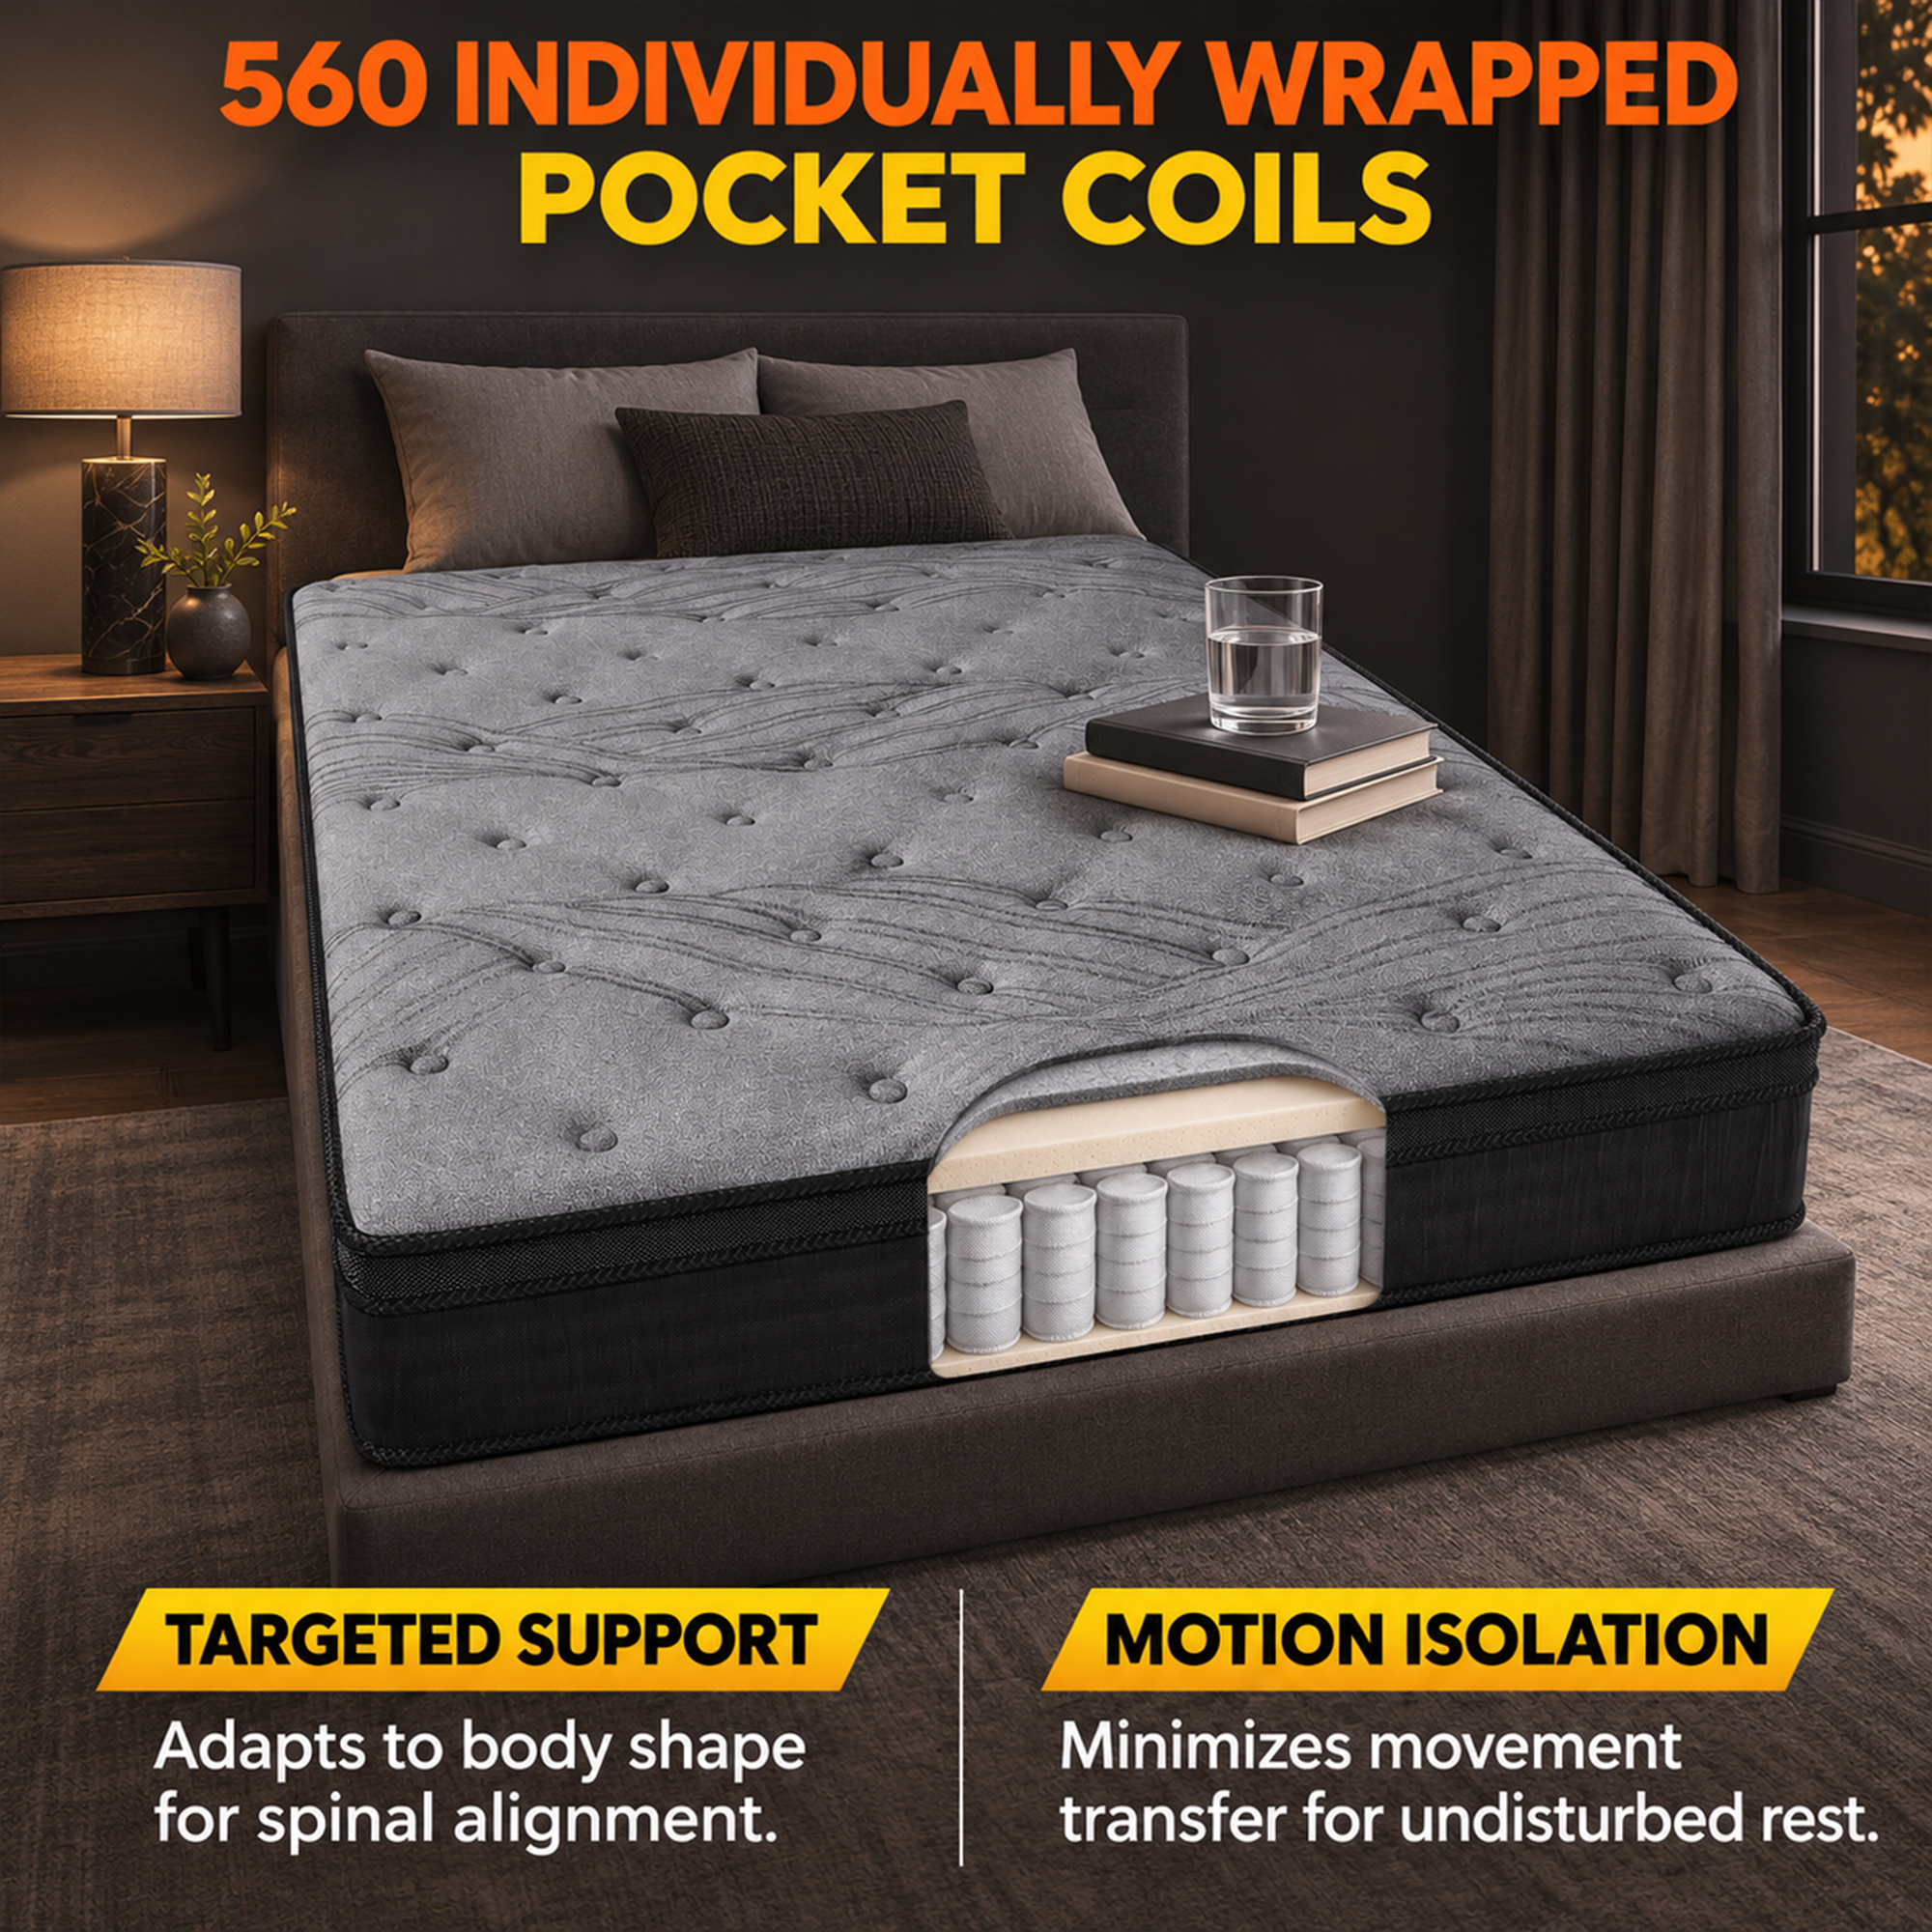 560 INDIVIDUALLY WRAPPED
POCKET COILS
TARGETED SUPPORT
Adapts to body shape
for spinal alignment.
MOTION ISOLATION
Minimizes movement
transfer for undisturbed rest.